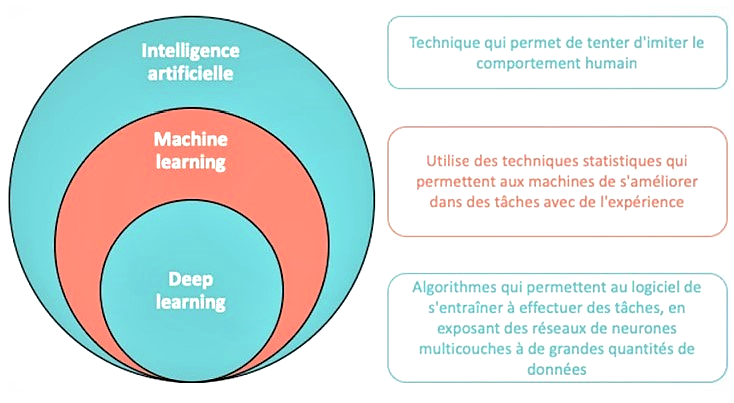 Intelligence
artificielle
Technique qui permet de tenter d'imiter le
comportement humain
Machine
learning
Utilise des techniques statistiques qui
permettent aux machines de s'améliorer
dans des tâches avec de l'expérience
Deep
learning
Algorithmes qui permettent au logiciel de
s'entraîner à effectuer des tâches, en
exposant des réseaux de neurones
multicouches à de grandes quantités de
données